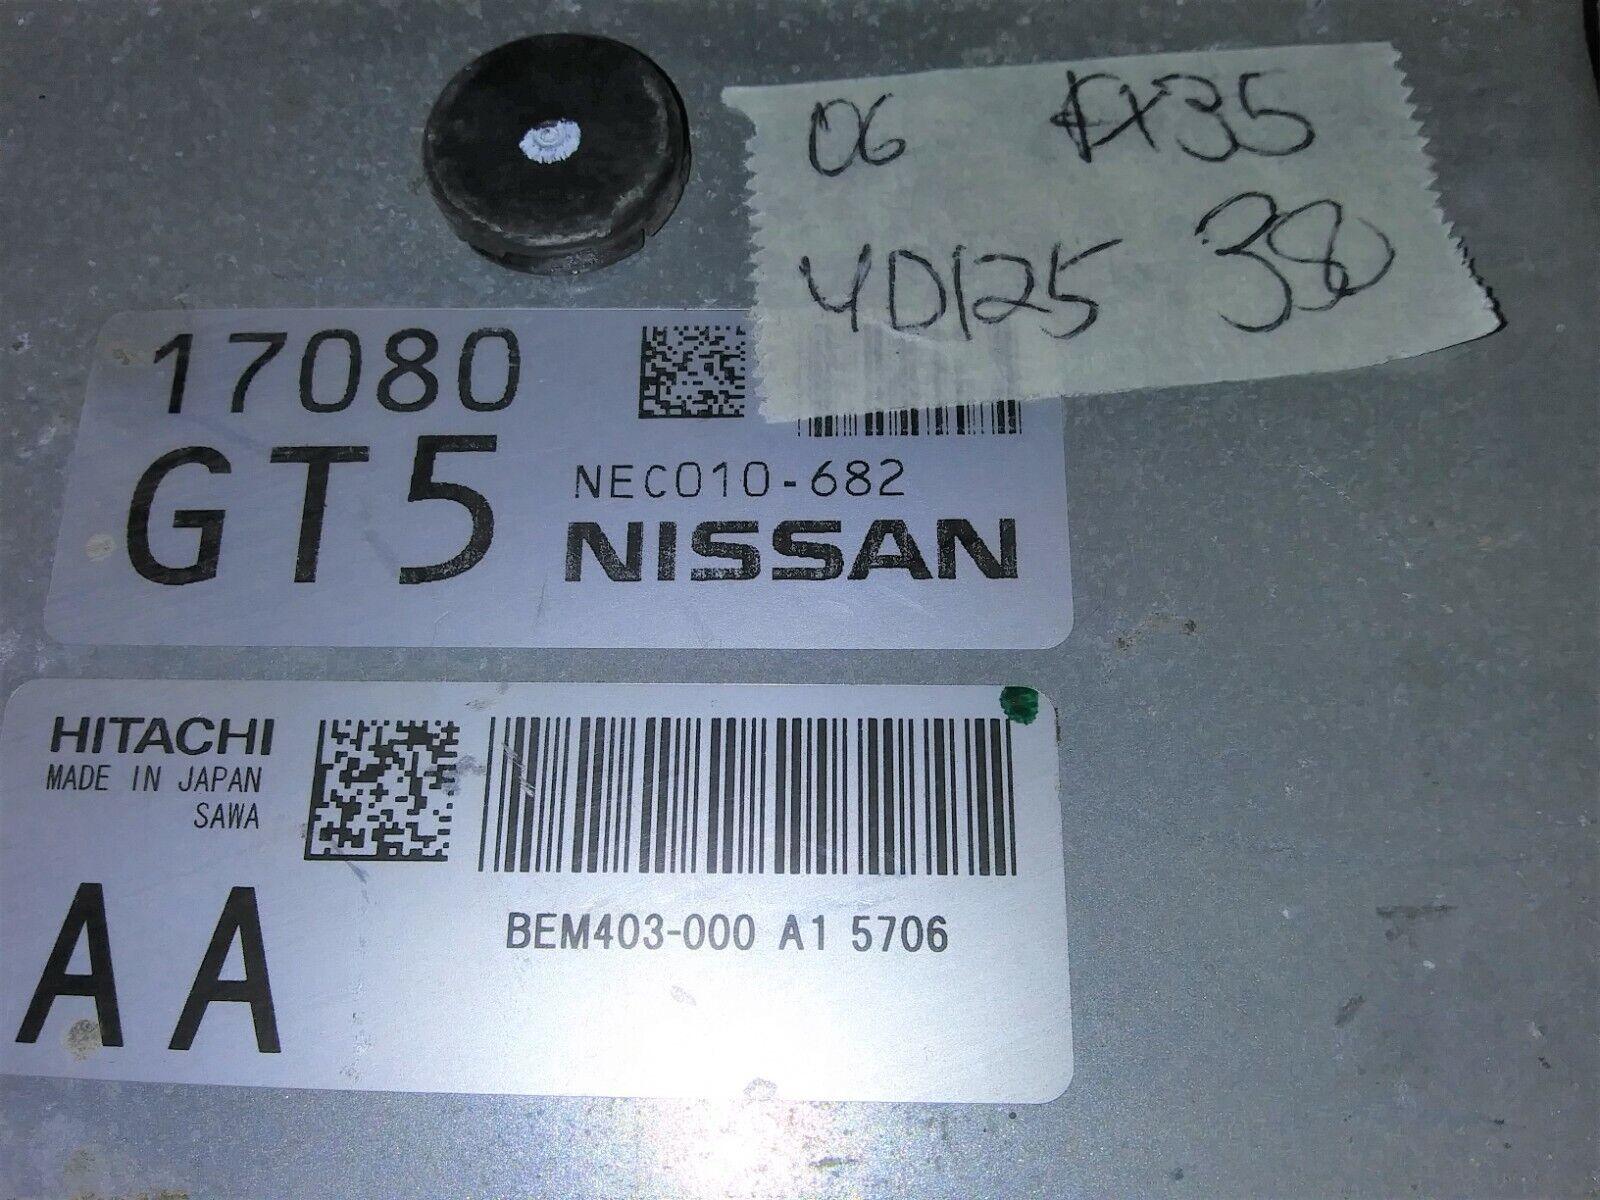 06 FX35
4D125 38
17080
GT5
NEC010-682
NISSAN
HITACHI
MADE IN JAPAN
SAWA
AA
BEM403-000 A1 5706